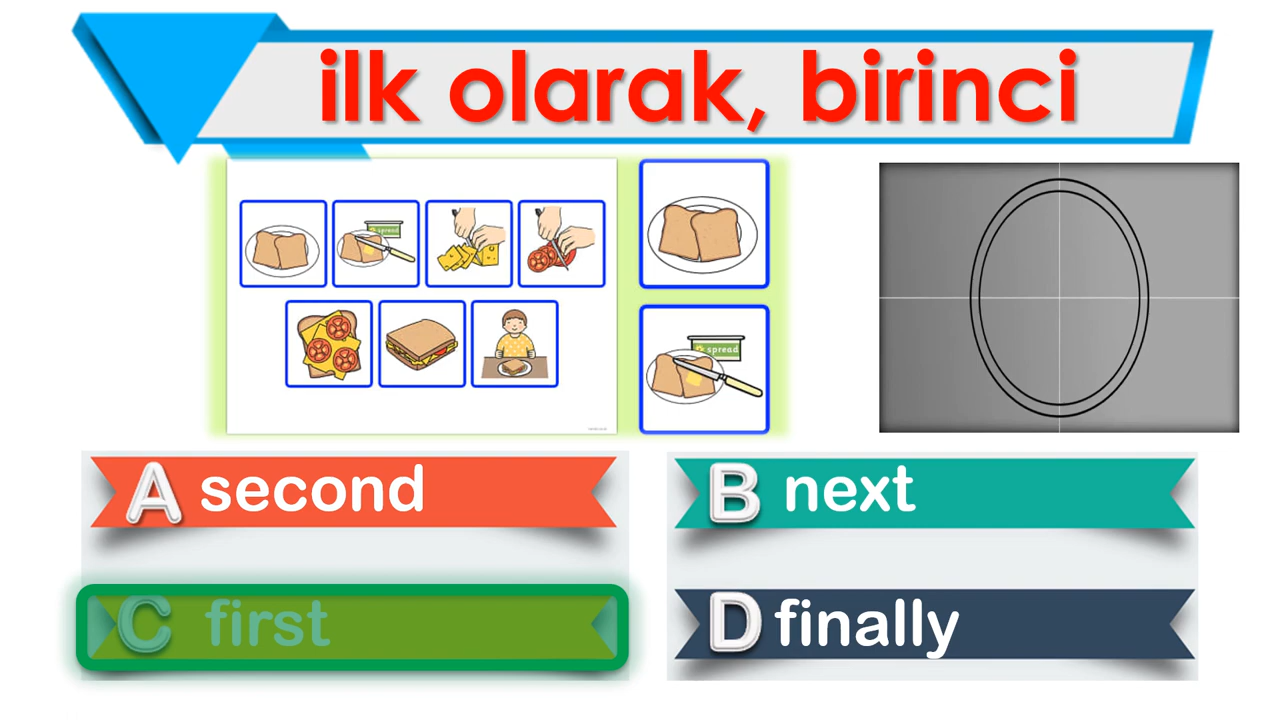 ilk olarak, birinci
spread
spread
A second
B next
C first
D finally